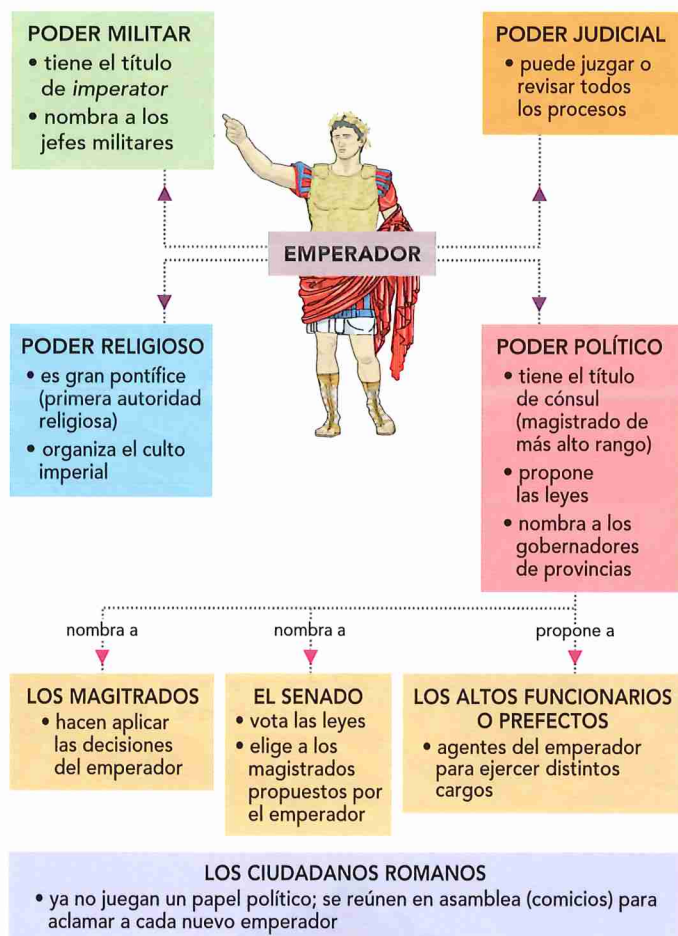 PODER MILITAR
• tiene el título
de imperator
• nombra a los
jefes militares
PODER JUDICIAL
• puede juzgar o
revisar todos
los procesos
EMPERADOR
PODER RELIGIOSO
• es gran pontífice
(primera autoridad
religiosa)
• organiza el culto
imperial
PODER POLÍTICO
• tiene el título
de cónsul
(magistrado de
más alto rango)
• propone
las leyes
• nombra a los
gobernadores
de provincias
nombra a
nombra a
propone a
LOS MAGITRADOS
• hacen aplicar
las decisiones
del emperador
EL SENADO
• vota las leyes
• elige a los
magistrados
propuestos por
el emperador
LOS ALTOS FUNCIONARIOS
O PREFECTOS
• agentes del emperador
para ejercer distintos
cargos
LOS CIUDADANOS ROMANOS
• ya no juegan un papel político; se reúnen en asamblea (comicios) para
aclamar a cada nuevo emperador